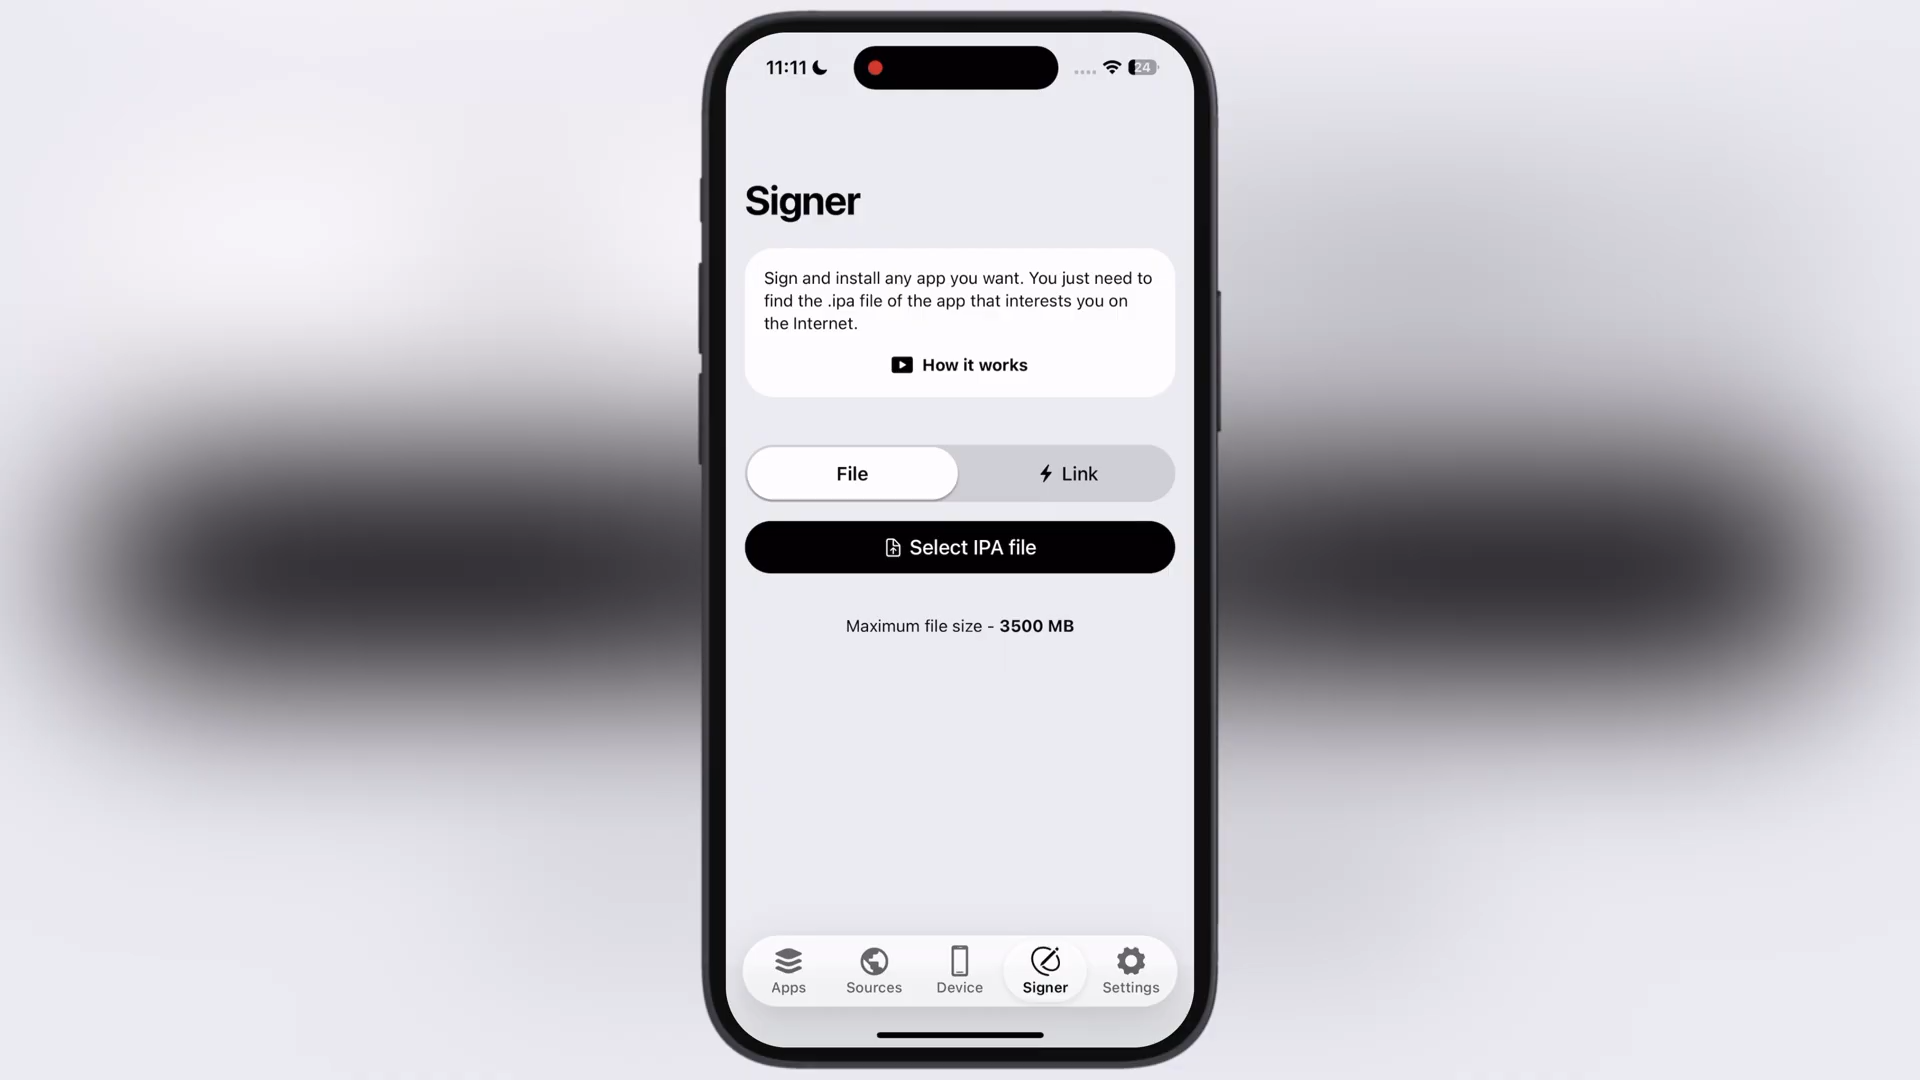 11:11
24
Signer
Sign and install any app you want. You just need to
find the .ipa file of the app that interests you on
the Internet.
How it works
File
Link
Select IPA file
Maximum file size - 3500 MB
Apps
Sources
Device
Signer
Settings